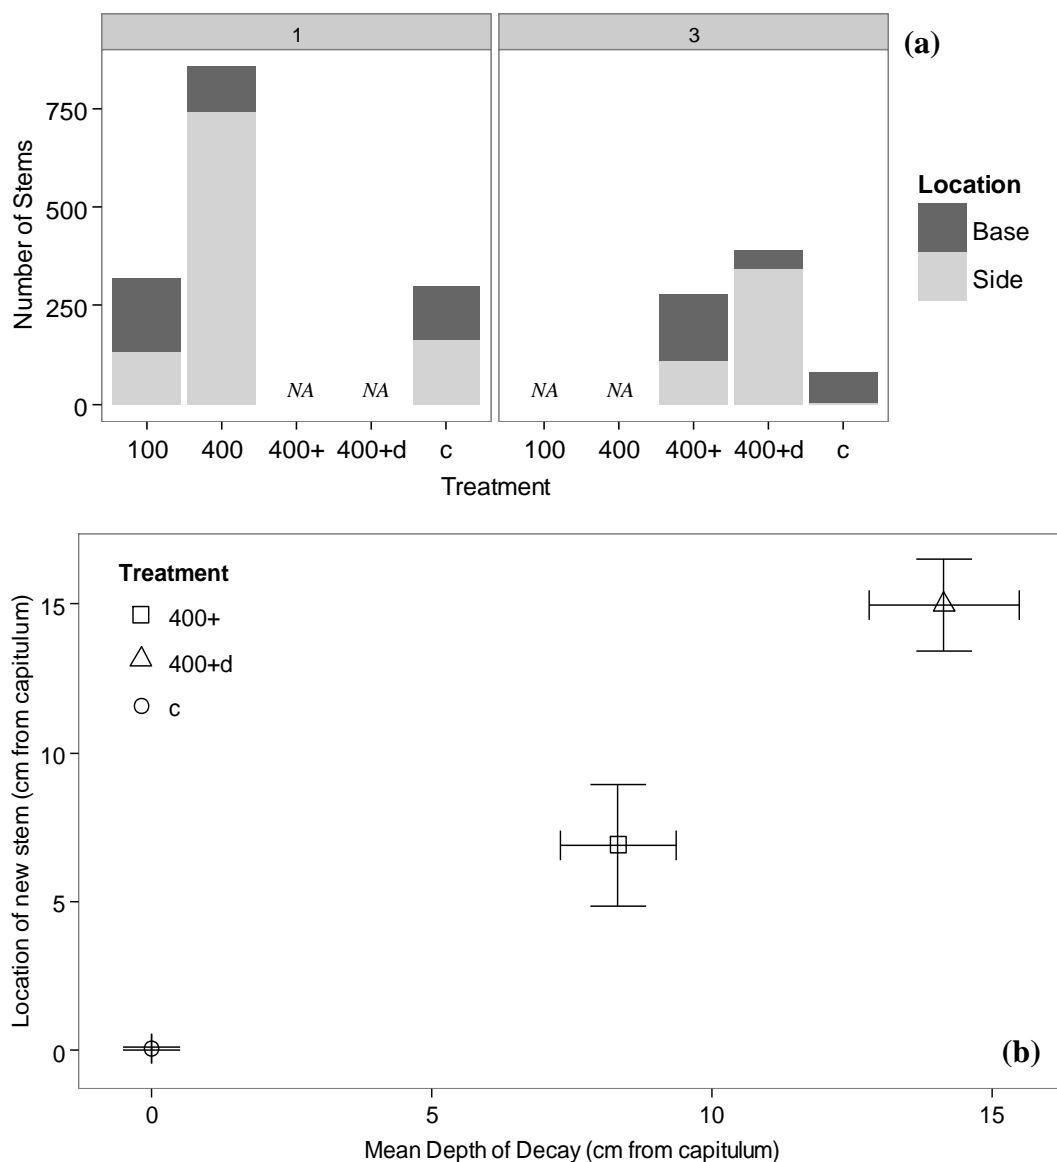 1
3
(a)
Number of Stems
750
500
250
0
NA
NA
NA
NA
100
400
400+
400+d
c
100
400
400+
400+d
c
Treatment
Location
Base
Side
Treatment
400+
400+d
c
Location of new stem (cm from capitulum)
15
10
5
0
(b)
0
5
10
15
Mean Depth of Decay (cm from capitulum)